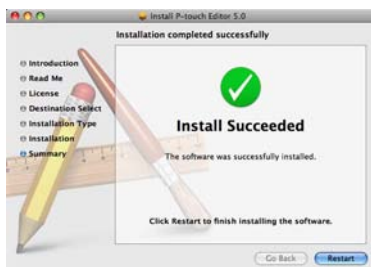 Install P-touch Editor 5.0
Installation completed successfully
Introduction
Read Me
License
Destination Select
Installation Type
Installation
Summary
Install Succeeded
The software was successfully installed.
Click Restart to finish installing the software.
Go Back
Restart